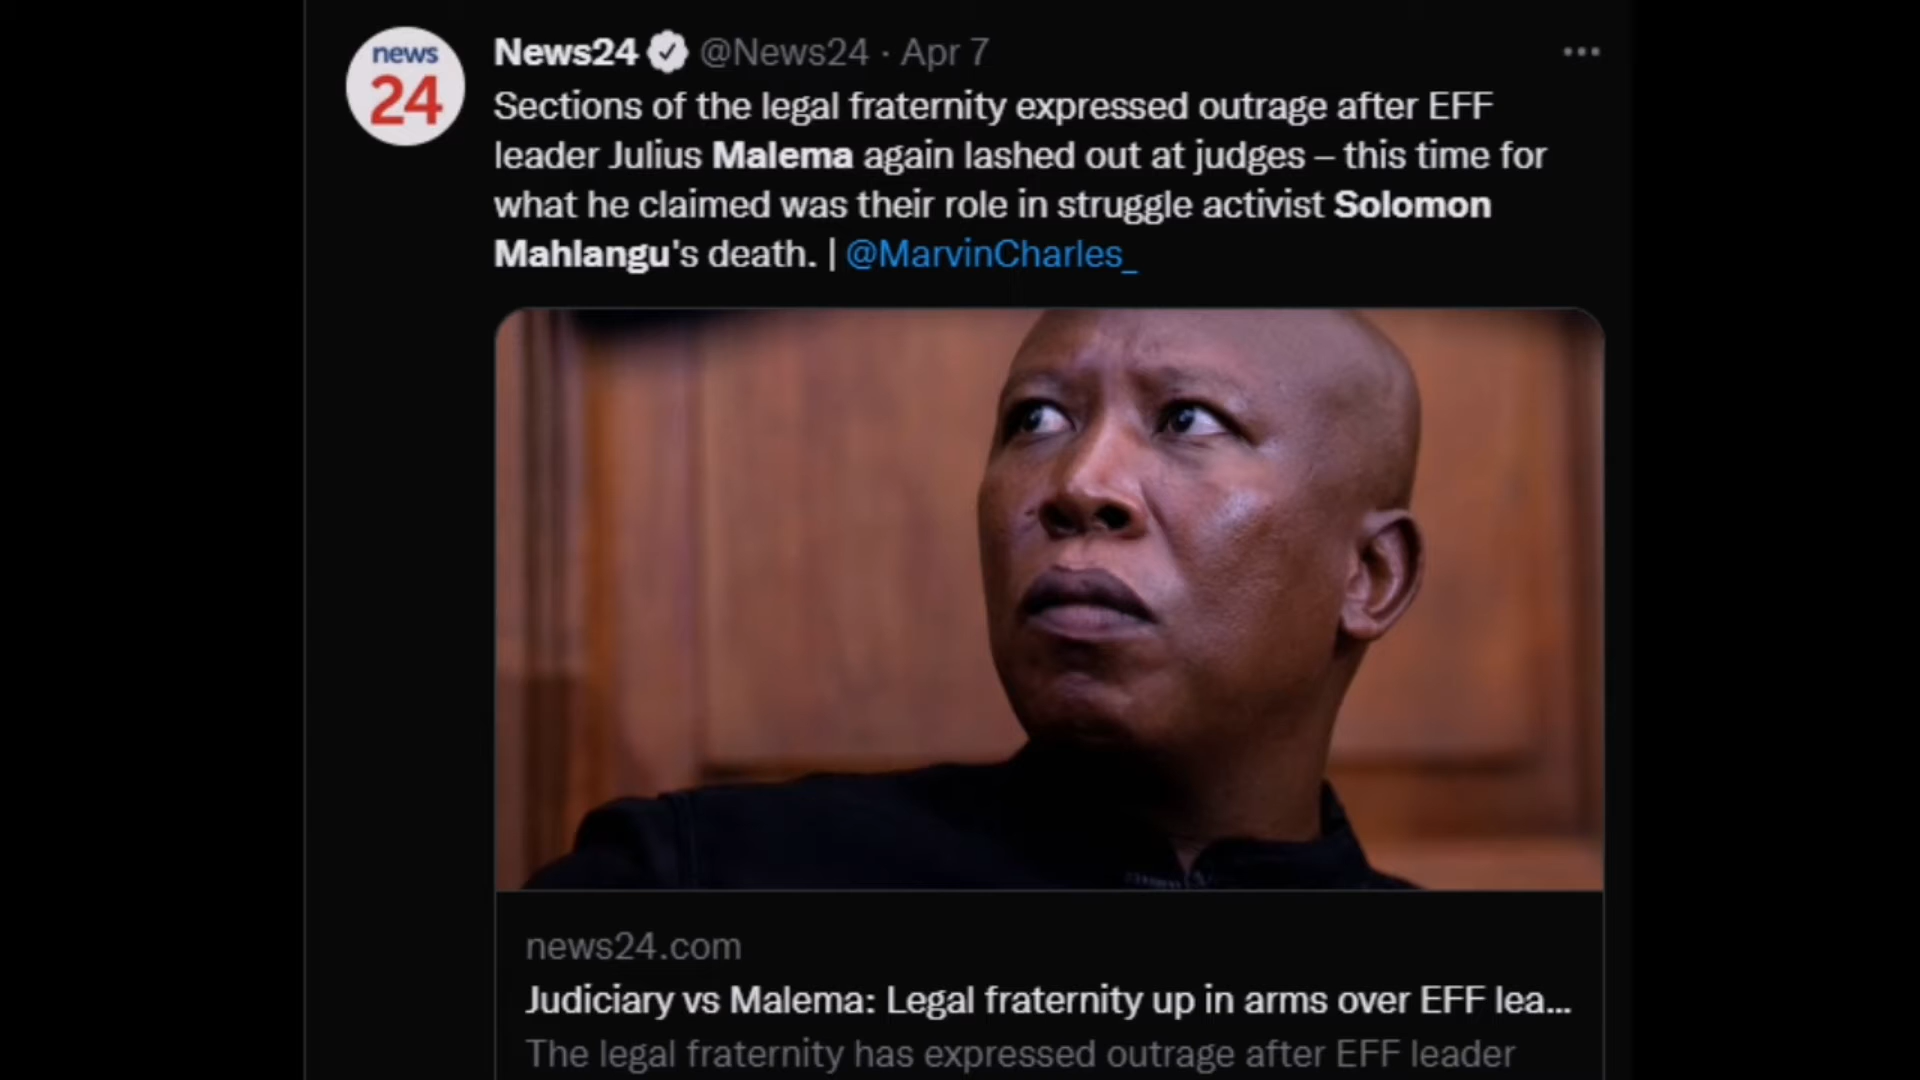 news
24
News24 @News24 · Apr 7
Sections of the legal fraternity expressed outrage after EFF
leader Julius Malema again lashed out at judges – this time for
what he claimed was their role in struggle activist Solomon
Mahlangu's death. | @MarvinCharles_
news24.com
Judiciary vs Malema: Legal fraternity up in arms over EFF lea...
The legal fraternity has expressed outrage after EFF leader